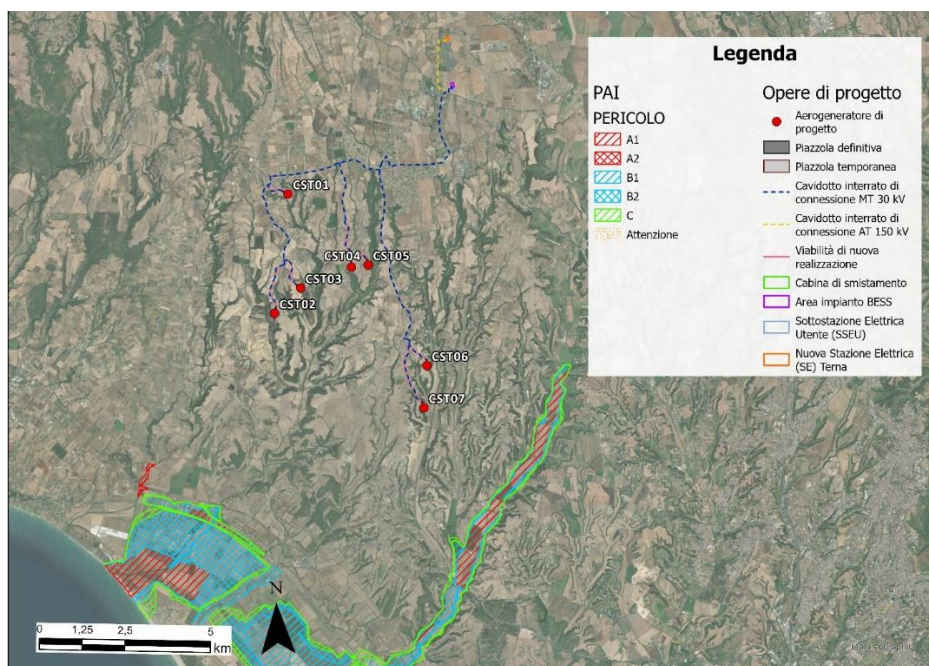 Legenda
PAI
PERICOLO
A1
A2
B1
B2
C
Attenzione
Opere di progetto
Aerogeneratore di
progetto
Piazzola definitiva
Piazzola temporanea
Cavidotto interrato di
connessione MT 30 kV
Cavidotto interrato di
connessione AT 150 kV
Viabilità di nuova
realizzazione
Cabina di smistamento
Area impianto BESS
Sottostazione Elettrica
Utente (SSEU)
Nuova Stazione Elettrica
(SE) Terna
CST01
CST04
CST05
CST03
CST02
CST06
CST07
N
0 1,25 2,5 5
km